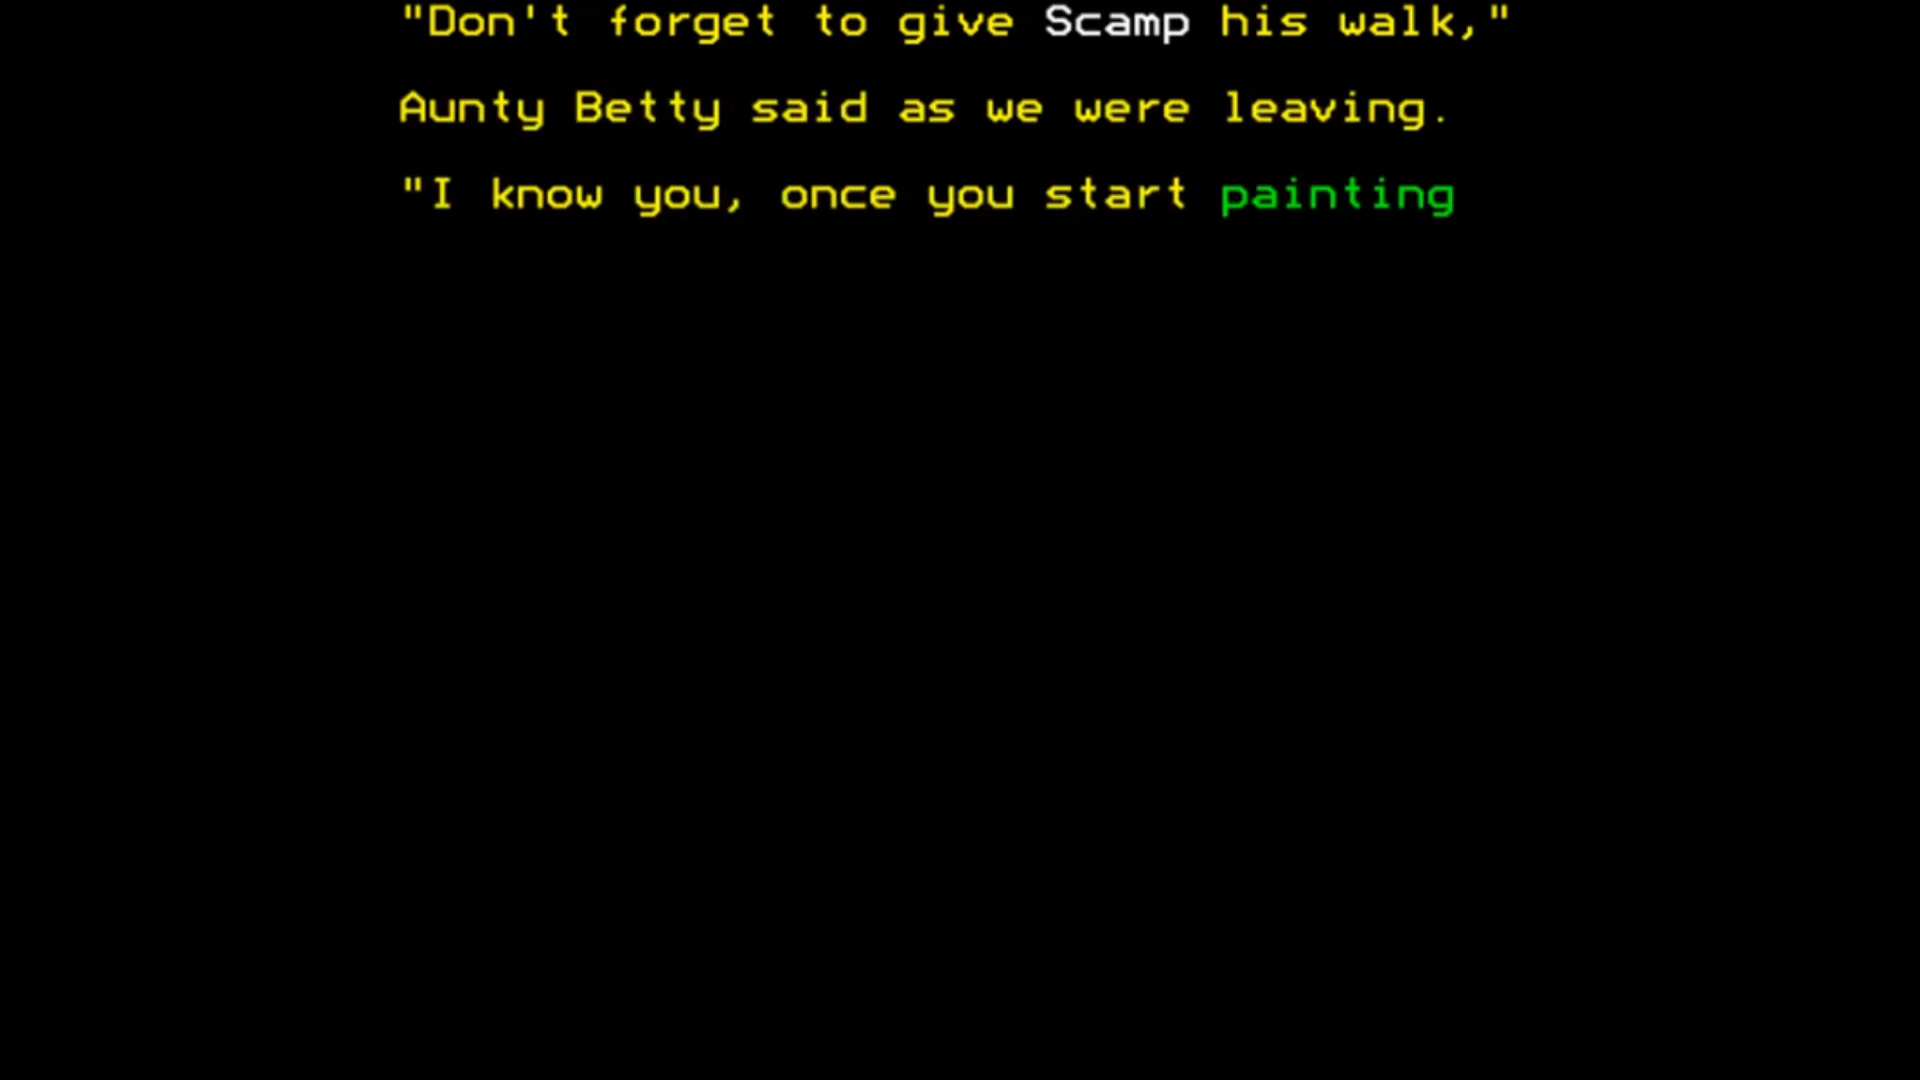 "Don't forget to give Scamp his walk,"
Aunty Betty said as we were leaving.
"I know you, once you start painting